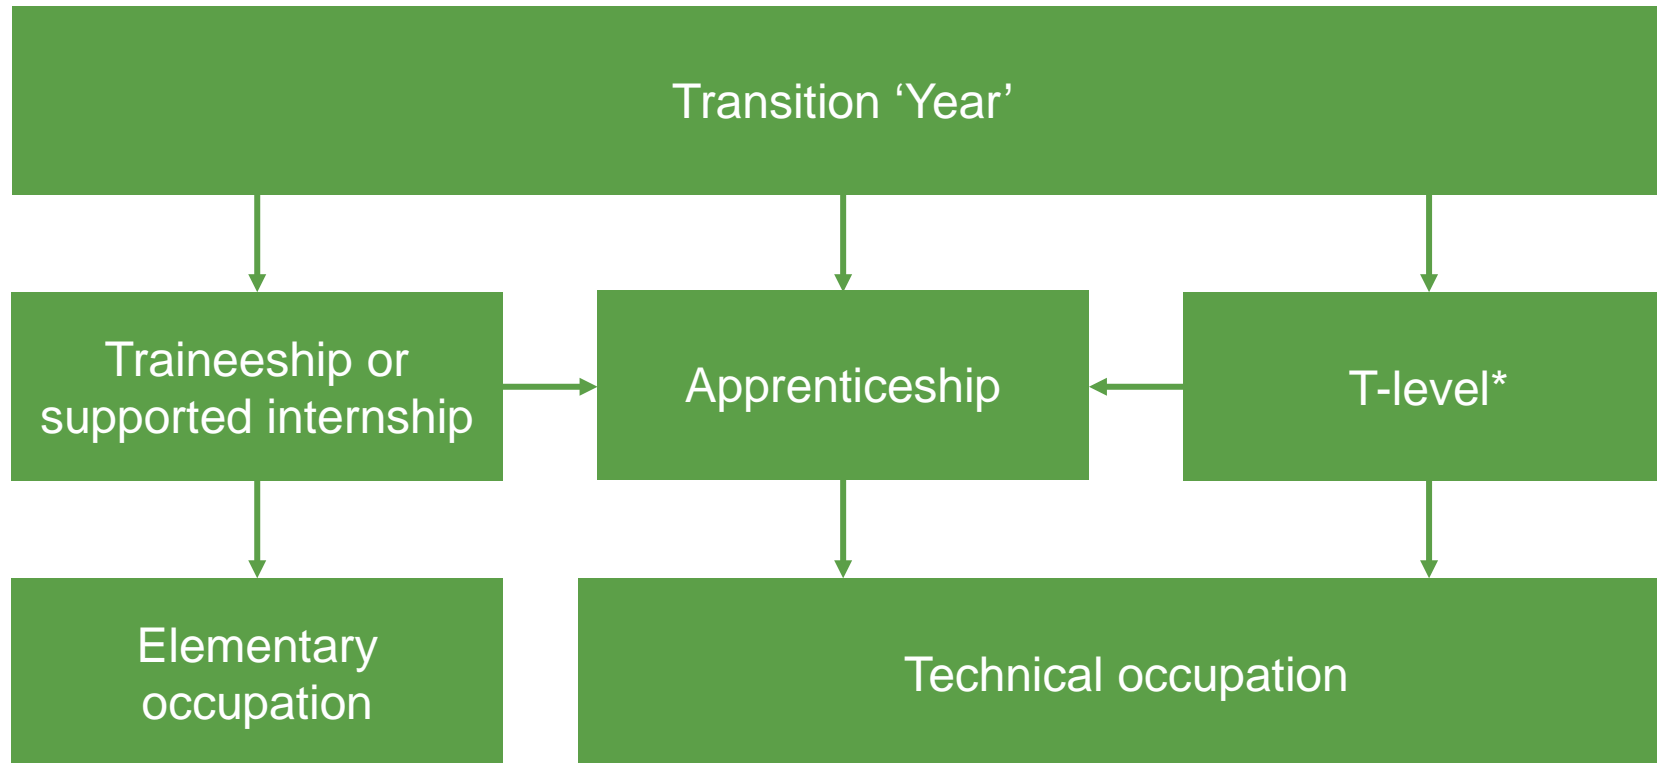 Transition ‘Year’
Traineeship or
supported internship
Apprenticeship
T-level*
Elementary
occupation
Technical occupation